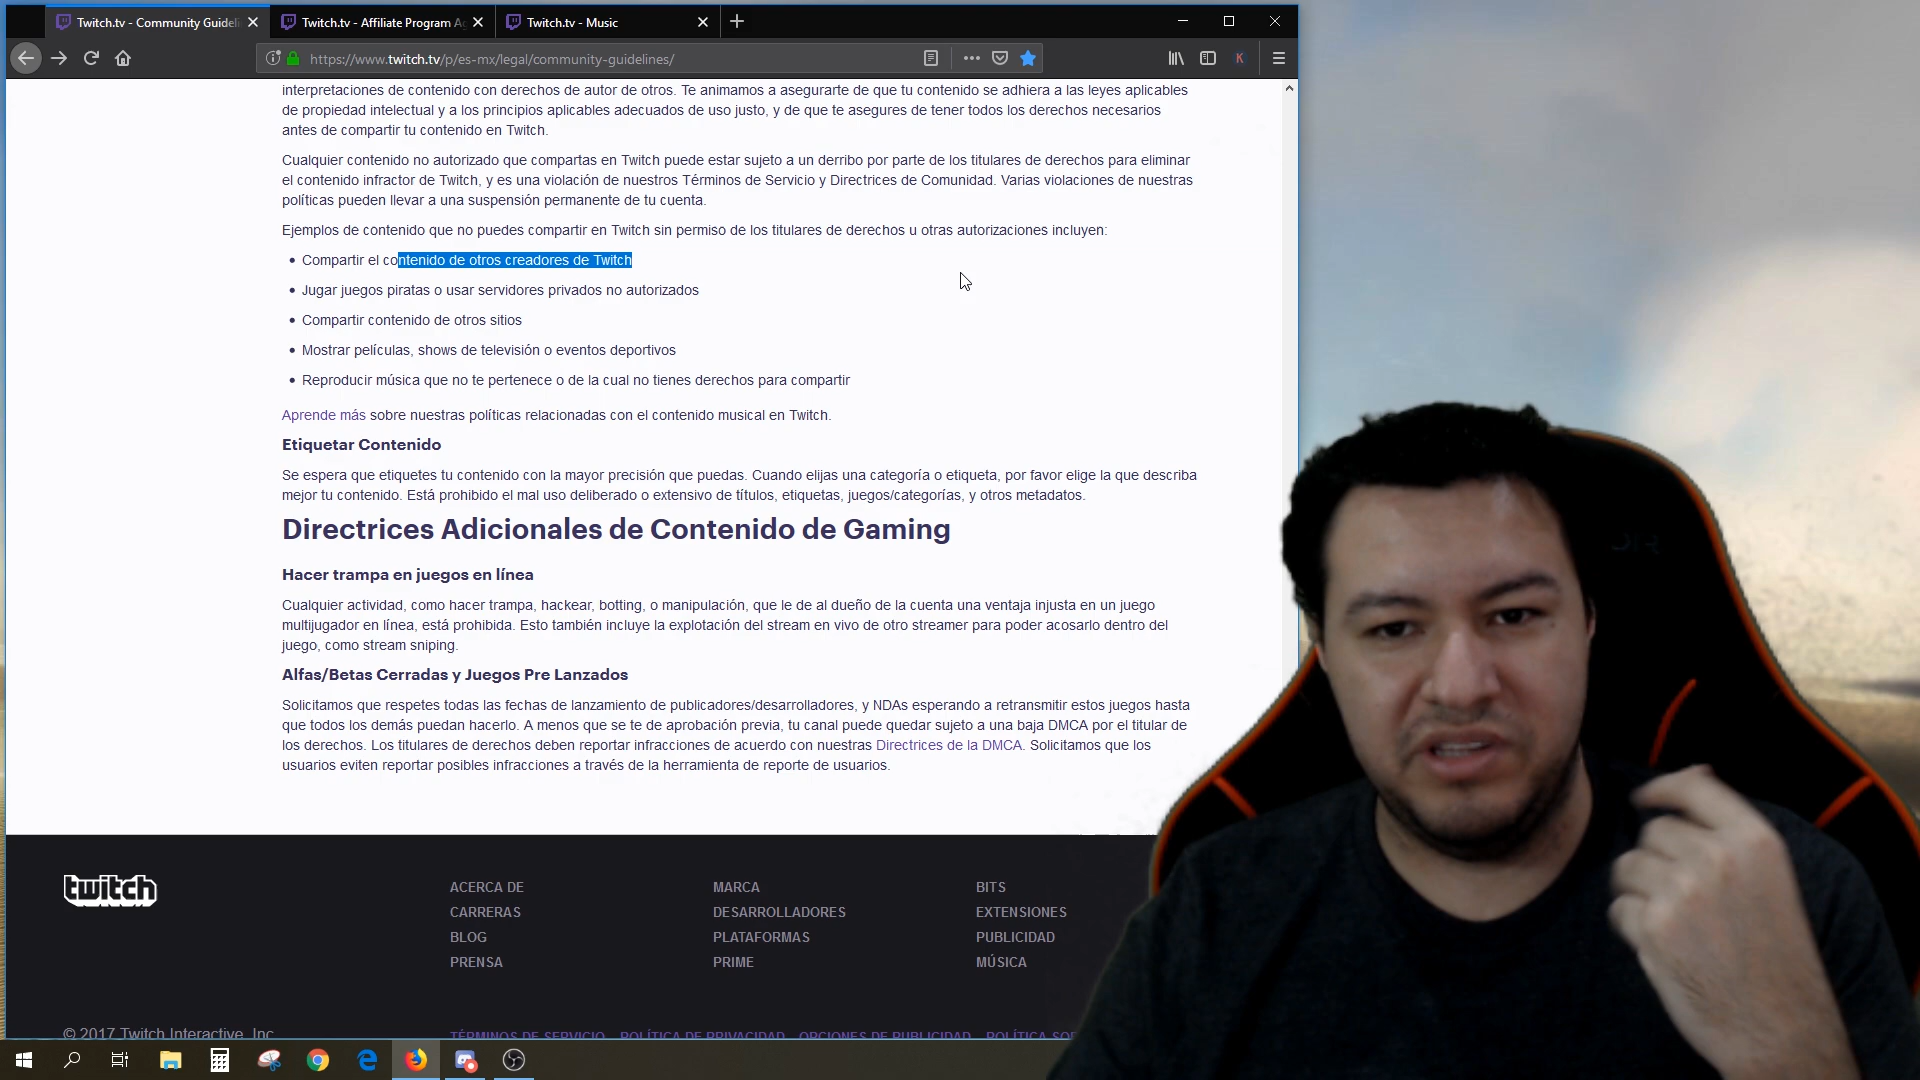 Twitch.tv - Community Guideli
Twitch.tv - Affiliate Program Ag
Twitch.tv - Music
https://www.twitch.tv/p/es-mx/legal/community-guidelines/
K
interpretaciones de contenido con derechos de autor de otros. Te animamos a asegurarte de que tu contenido se adhiera a las leyes aplicables
de propiedad intelectual y a los principios aplicables adecuados de uso justo, y de que te asegures de tener todos los derechos necesarios
antes de compartir tu contenido en Twitch.
Cualquier contenido no autorizado que compartas en Twitch puede estar sujeto a un derribo por parte de los titulares de derechos para eliminar
el contenido infractor de Twitch, y es una violación de nuestros Términos de Servicio y Directrices de Comunidad. Varias violaciones de nuestras
políticas pueden llevar a una suspensión permanente de tu cuenta.
Ejemplos de contenido que no puedes compartir en Twitch sin permiso de los titulares de derechos u otras autorizaciones incluyen:
• Compartir el contenido de otros creadores de Twitch
• Jugar juegos piratas o usar servidores privados no autorizados
• Compartir contenido de otros sitios
• Mostrar películas, shows de televisión o eventos deportivos
• Reproducir música que no te pertenece o de la cual no tienes derechos para compartir
Aprende más sobre nuestras políticas relacionadas con el contenido musical en Twitch.
Etiquetar Contenido
Se espera que etiquetes tu contenido con la mayor precisión que puedas. Cuando elijas una categoría o etiqueta, por favor elige la que describa
mejor tu contenido. Está prohibido el mal uso deliberado o extensivo de títulos, etiquetas, juegos/categorías, y otros metadatos.
Directrices Adicionales de Contenido de Gaming
Hacer trampa en juegos en línea
Cualquier actividad, como hacer trampa, hackear, botting, o manipulación, que le de al dueño de la cuenta una ventaja injusta en un juego
multijugador en línea, está prohibida. Esto también incluye la explotación del stream en vivo de otro streamer para poder acosarlo dentro del
juego, como stream sniping.
Alfas/Betas Cerradas y Juegos Pre Lanzados
Solicitamos que respetes todas las fechas de lanzamiento de publicadores/desarrolladores, y NDAs esperando a retransmitir estos juegos hasta
que todos los demás puedan hacerlo. A menos que se te de aprobación previa, tu canal puede quedar sujeto a una baja DMCA por el titular de
los derechos. Los titulares de derechos deben reportar infracciones de acuerdo con nuestras Directrices de la DMCA. Solicitamos que los
usuarios eviten reportar posibles infracciones a través de la herramienta de reporte de usuarios.
twitch
ACERCA DE
CARRERAS
BLOG
PRENSA
MARCA
DESARROLLADORES
PLATAFORMAS
PRIME
BITS
EXTENSIONES
PUBLICIDAD
MÚSICA
© 2017 Twitch Interactive, Inc.
TÉRMINOS DE SERVICIO POLÍTICA DE PRIVACIDAD OPCIONES DE PUBLICIDAD POLÍTICA SO